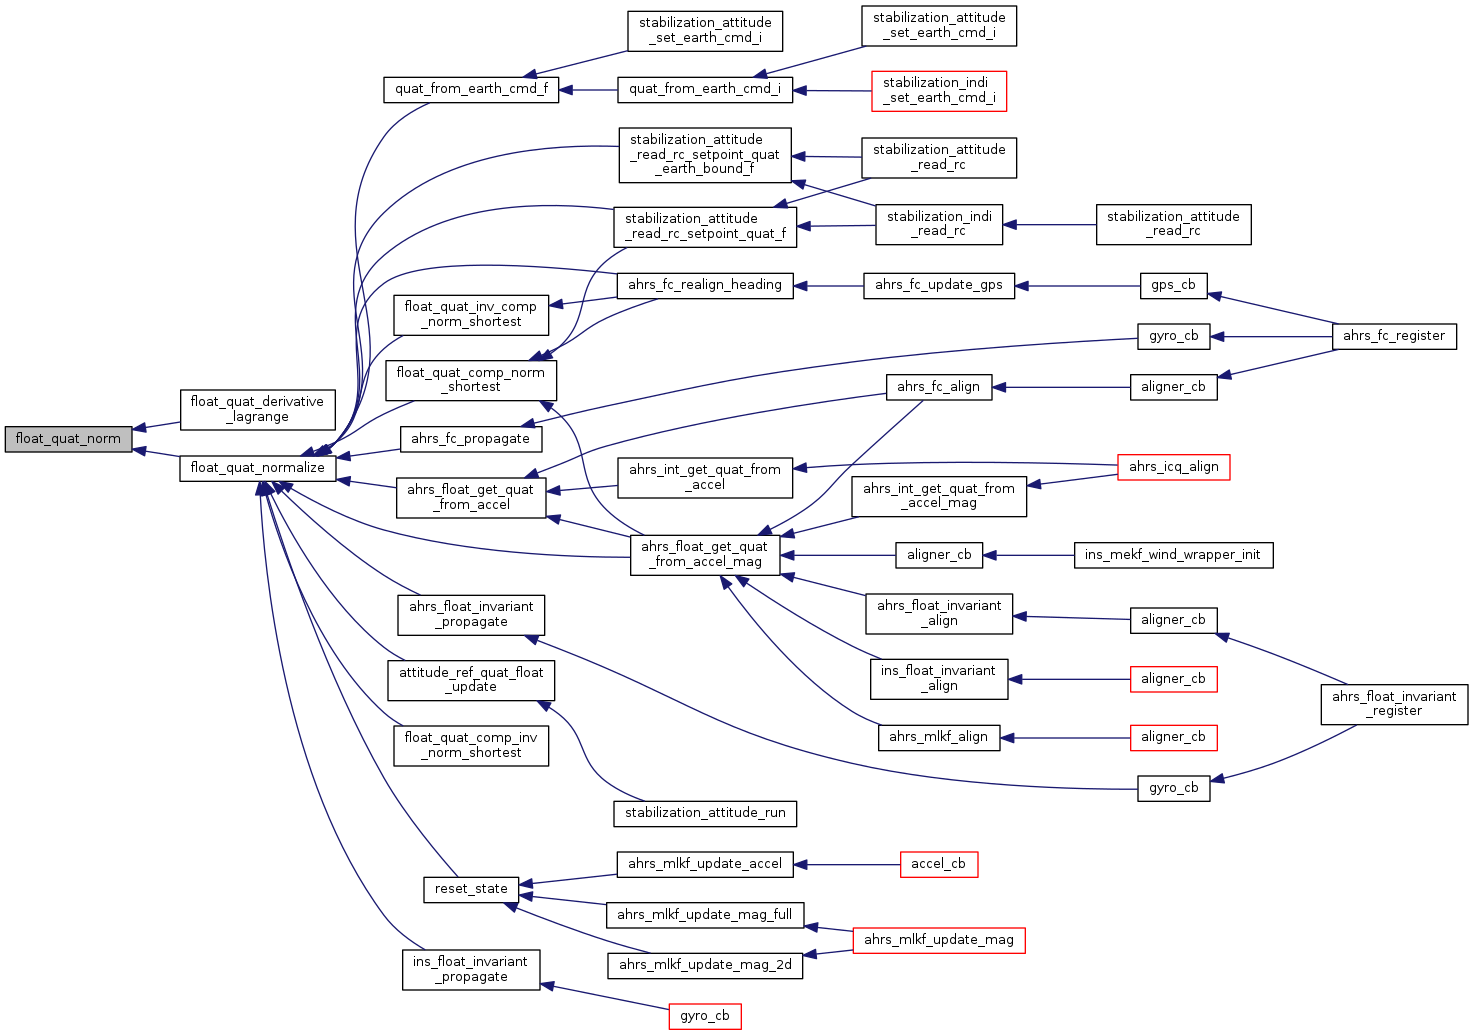 stabilization_attitude
_set_earth_cmd_i
stabilization_attitude
_set_earth_cmd_i
quat_from_earth_cmd_f
quat_from_earth_cmd_i
stabilization_indi
_set_earth_cmd_i
stabilization_attitude
_read_rc_setpoint_quat
_earth_bound_f
stabilization_attitude
_read_rc
stabilization_attitude
_read_rc_setpoint_quat_f
stabilization_indi
_read_rc
stabilization_attitude
_read_rc
ahrs_fc_realign_heading
ahrs_fc_update_gps
gps_cb
float_quat_inv_comp
_norm_shortest
gyro_cb
ahrs_fc_register
float_quat_comp_norm
_shortest
ahrs_fc_align
aligner_cb
float_quat_derivative
_lagrange
float_quat_norm
ahrs_fc_propagate
float_quat_normalize
ahrs_int_get_quat_from
_accel
ahrs_icq_align
ahrs_float_get_quat
_from_accel
ahrs_int_get_quat_from
_accel_mag
ahrs_float_get_quat
_from_accel_mag
aligner_cb
ins_mekf_wind_wrapper_init
ahrs_float_invariant
_propagate
ahrs_float_invariant
_align
aligner_cb
attitude_ref_quat_float
_update
ins_float_invariant
_align
aligner_cb
ahrs_float_invariant
_register
float_quat_comp_inv
_norm_shortest
ahrs_mlkf_align
aligner_cb
gyro_cb
stabilization_attitude_run
ahrs_mlkf_update_accel
accel_cb
reset_state
ahrs_mlkf_update_mag_full
ahrs_mlkf_update_mag
ahrs_mlkf_update_mag_2d
ins_float_invariant
_propagate
gyro_cb